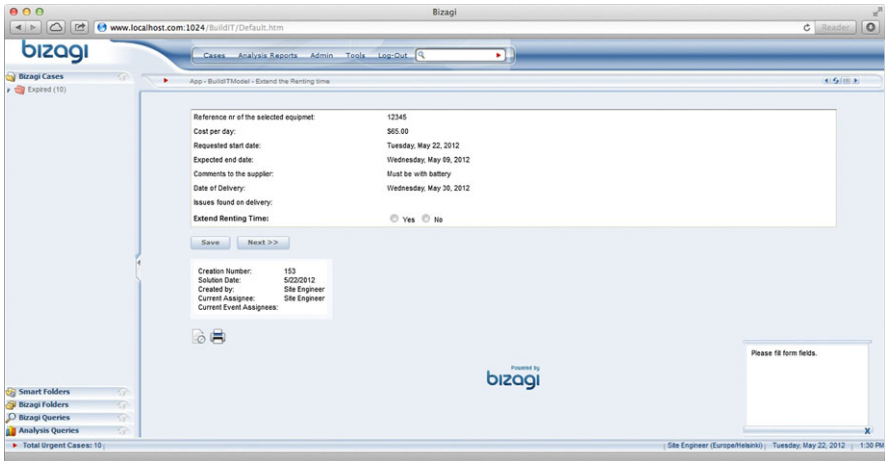 Bizagi
www.localhost.com:1024/BuildIT/Default.htm
Reader
bizagi
Cases Analysis Reports Admin Tools Log-Out
Bizagi Cases
App - BuildITModel - Extend the Renting time
Expired (10)
Reference nr of the selected equipmet: 12345
Cost per day: $65.00
Requested start date: Tuesday, May 22, 2012
Expected end date: Wednesday, May 09, 2012
Comments to the supplier: Must be with battery
Date of Delivery: Wednesday, May 30, 2012
Issues found on delivery:
Extend Renting Time: Yes No
Save Next >>
Creation Number: 153
Solution Date: 5/22/2012
Created by: Site Engineer
Current Assignee: Site Engineer
Current Event Assignees:
Please fill form fields.
Powered by
bizagi
Smart Folders
Bizagi Folders
Bizagi Queries
Analysis Queries
X
Total Urgent Cases: 10
Site Engineer (Europe/Helsinki) Tuesday, May 22, 2012 1:30 PM